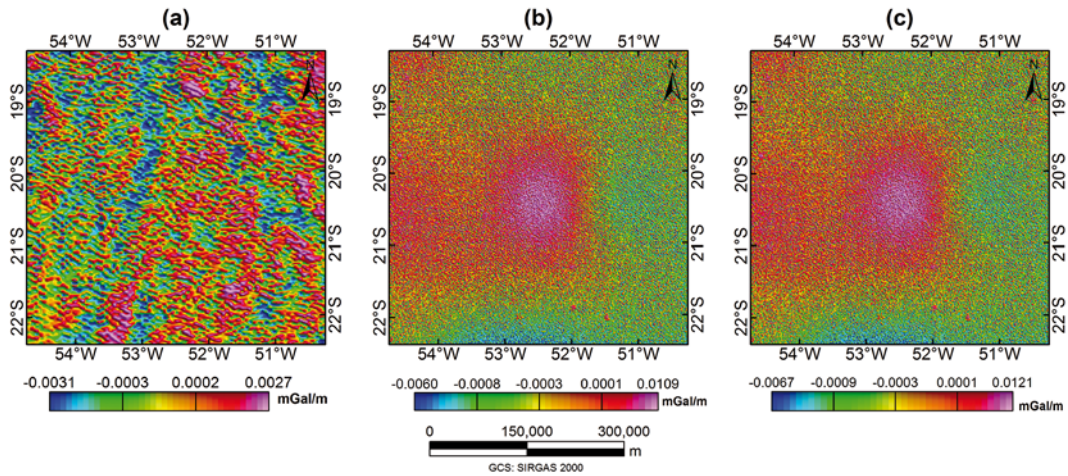 (a)
(b)
(c)
54°W 53°W 52°W 51°W
54°W 53°W 52°W 51°W
54°W 53°W 52°W 51°W
N
N
N
19°S
20°S
21°S
22°S
19°S
20°S
21°S
22°S
19°S
20°S
21°S
22°S
19°S
20°S
21°S
22°S
19°S
20°S
21°S
22°S
19°S
20°S
21°S
22°S
54°W 53°W 52°W 51°W
54°W 53°W 52°W 51°W
54°W 53°W 52°W 51°W
-0.0031 -0.0003 0.0002 0.0027
mGal/m
-0.0060 -0.0008 -0.0003 0.0001 0.0109
mGal/m
-0.0067 -0.0009 -0.0003 0.0001 0.0121
mGal/m
0 150,000 300,000
m
GCS: SIRGAS 2000